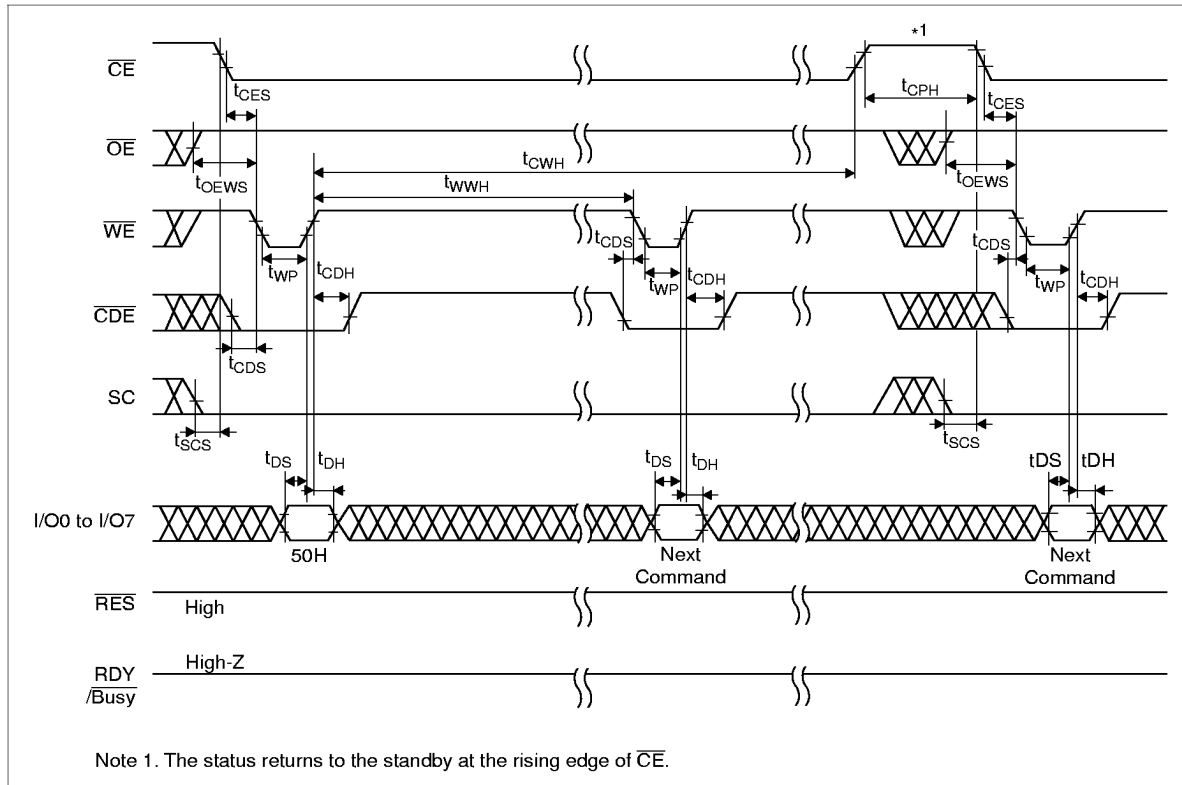 *1
CE
tCES
tCPH
tCES
OE
tCWH
tOEWS
tWWH
tOEWS
WE
tCDS
tCDS
tWP
tCDH
tWP
tCDH
tWP
tCDH
CDE
tCDS
SC
tSCS
tSCS
tDS
tDH
tDS
tDH
tDS
tDH
I/O0 to I/O7
50H
Next
Command
Next
Command
RES
High
RDY
/Busy
High-Z
Note 1. The status returns to the standby at the rising edge of CE.